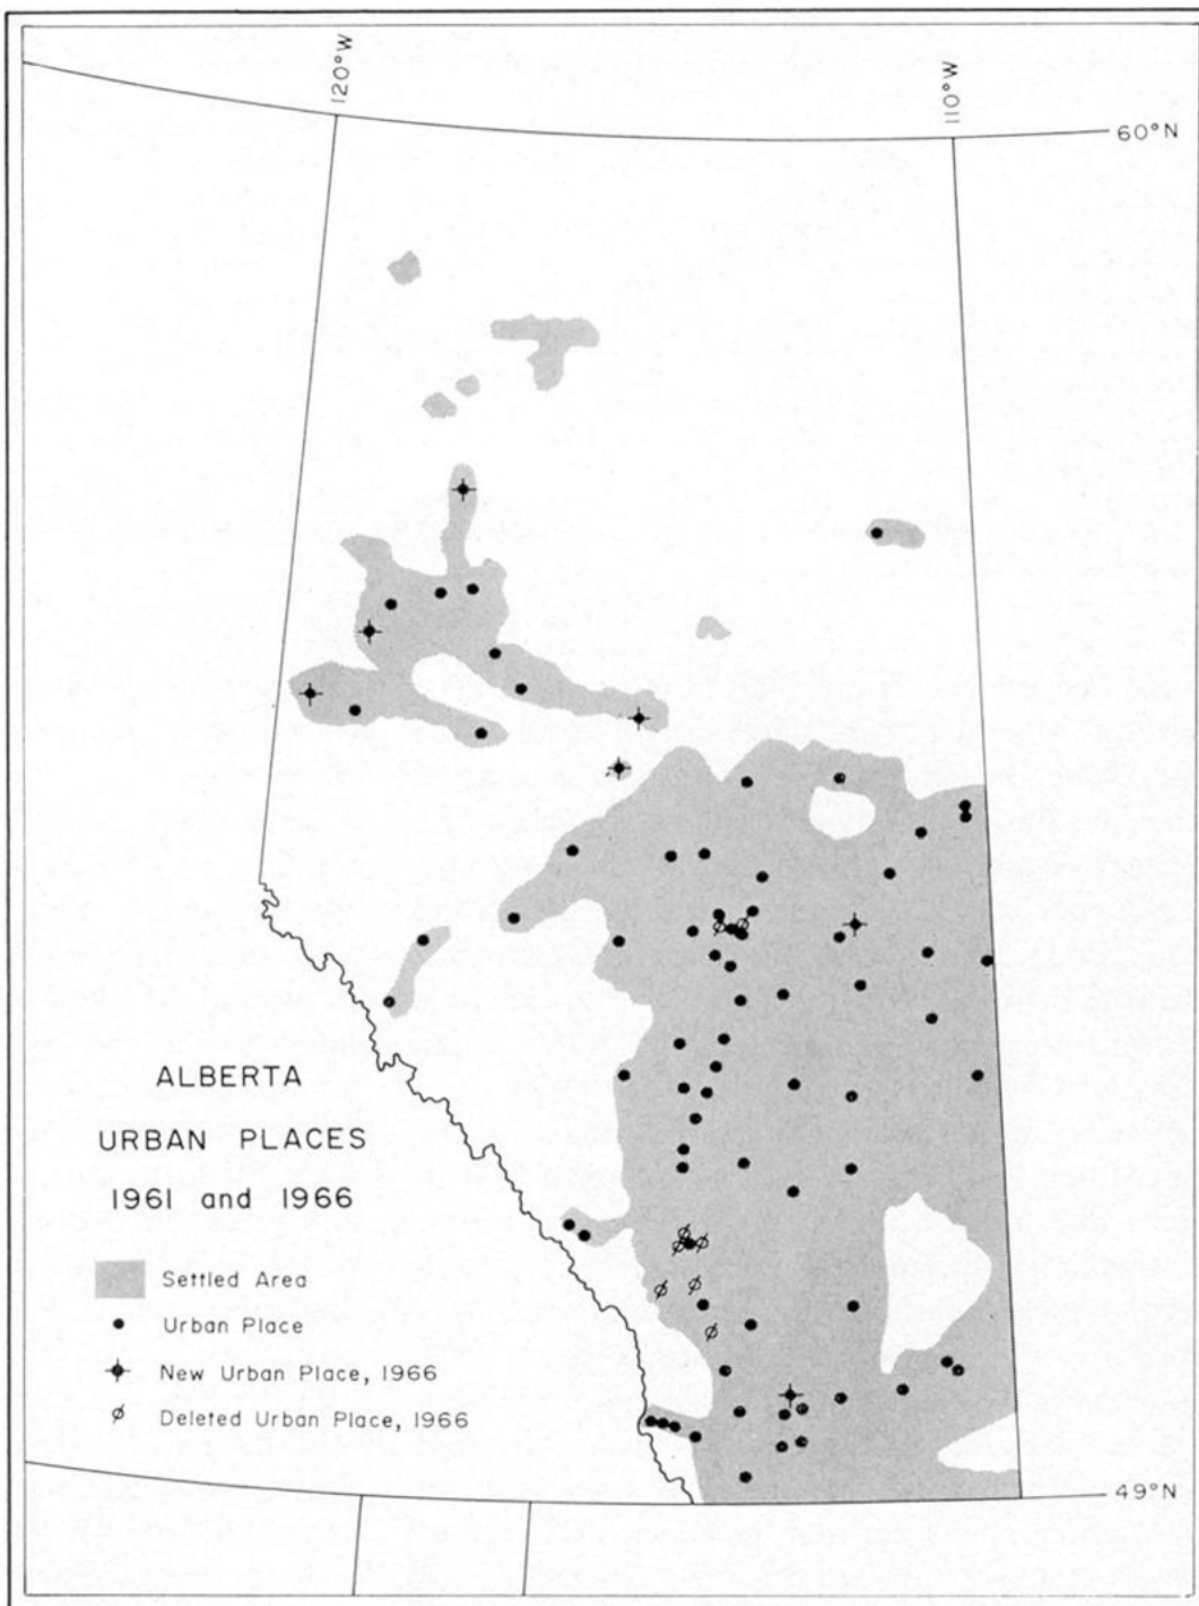 120°W
110°W
60°N
ALBERTA
URBAN PLACES
1961 and 1966
Settled Area
Urban Place
New Urban Place, 1966
Deleted Urban Place, 1966
49°N